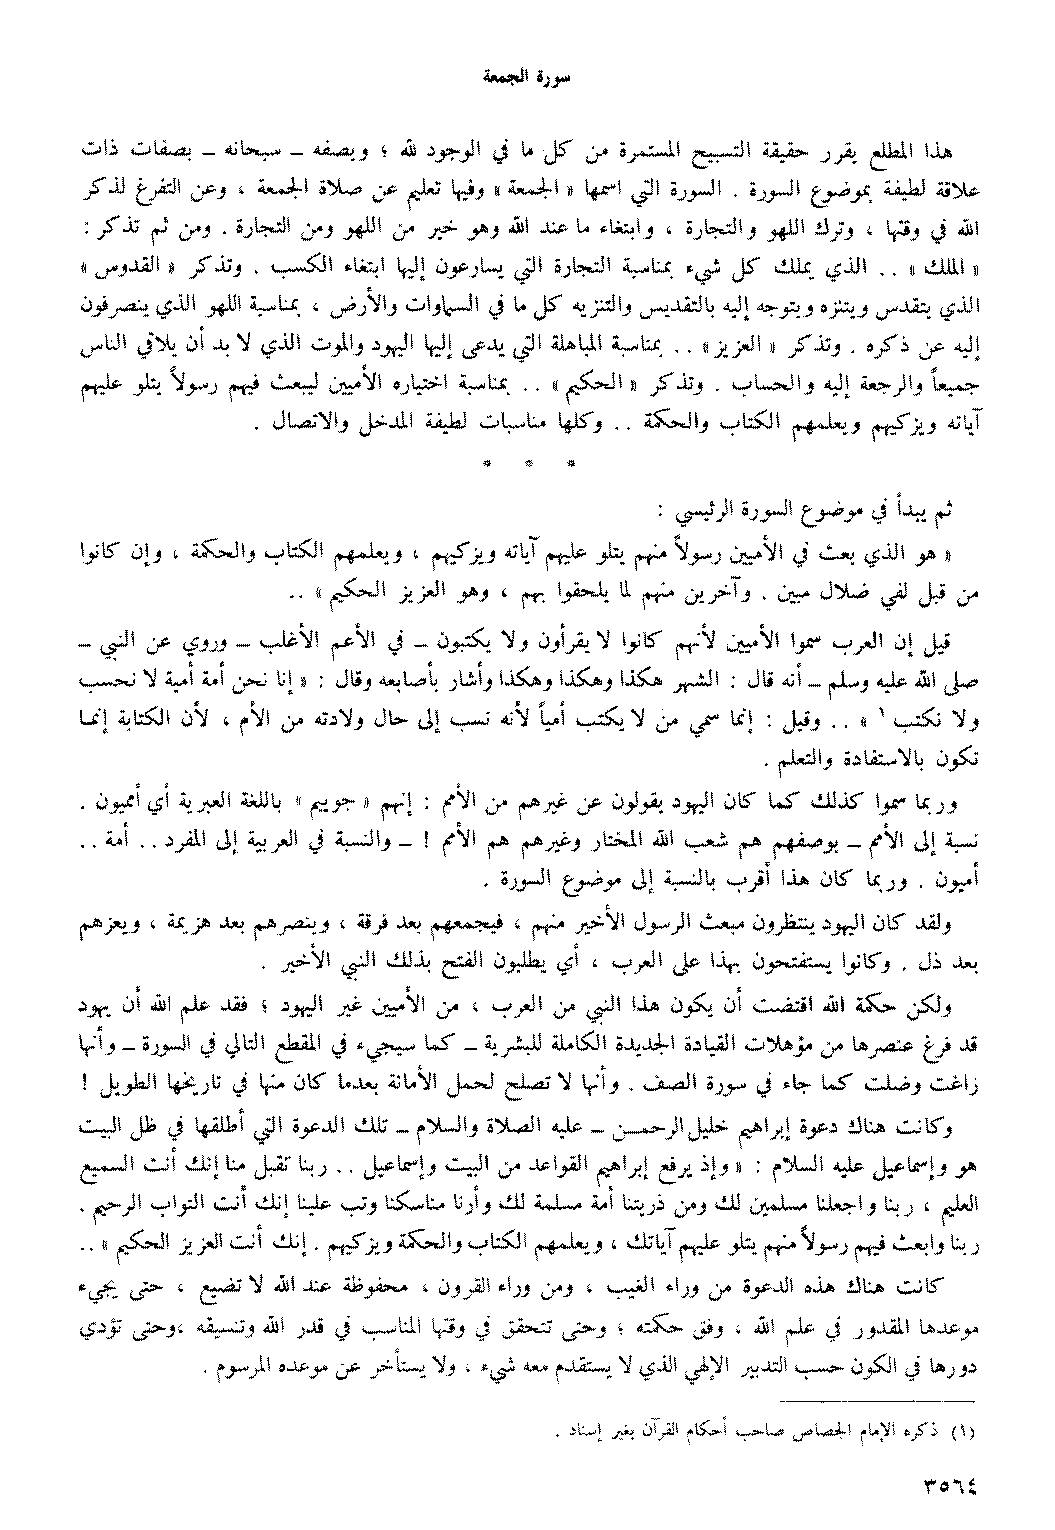 سورة الجمعة
هذا المطلع يقرر حقيقة التسبيح المستمرة من كل ما في الوجود لله ؛ ويصفه – سبحانه – بصفات ذات
علاقة لطيفة بموضوع السورة . السورة التي اسمها « الجمعة » وفيها تعليم عن صلاة الجمعة ، وعن التفرغ لذكر
الله في وقتها ، وترك اللهو والتجارة ، وابتغاء ما عند الله وهو خير من اللهو ومن التجارة . ومن ثم تذكر :
« الملك » .. الذي يملك كل شيء بمناسبة التجارة التي يسارعون إليها ابتغاء الكسب . وتذكر « القدوس »
الذي يتقدس ويتنزه ويتوجه إليه بالتقديس والتنزيه كل ما في السماوات والأرض ، بمناسبة اللهو الذي ينصرفون
إليه عن ذكره . وتذكر « العزيز » .. بمناسبة المباهلة التي يدعى إليها اليهود والموت الذي لا بد أن يلاقي الناس
جميعاً والرجعة إليه والحساب . وتذكر « الحكيم » .. بمناسبة اختياره الأميين ليبعث فيهم رسولاً يتلو عليهم
آياته ويزكيهم ويعلمهم الكتاب والحكمة .. وكلها مناسبات لطيفة المدخل والاتصال .
* * *
ثم يبدأ في موضوع السورة الرئيسي :
« هو الذي بعث في الأميين رسولاً منهم يتلو عليهم آياته ويزكيهم ، ويعلمهم الكتاب والحكمة ، وإن كانوا
من قبل لفي ضلال مبين . وآخرين منهم لما يلحقوا بهم ، وهو العزيز الحكيم » ..
قيل إن العرب سموا الأميين لأنهم كانوا لا يقرأون ولا يكتبون – في الأعم الأغلب – وروي عن النبي –
صلى الله عليه وسلم – أنه قال : الشهر هكذا وهكذا وهكذا وأشار بأصابعه وقال : « إنا نحن أمة أمية لا نحسب
ولا نكتب ١ » .. وقيل : إنما سمي من لا يكتب أمياً لأنه نسب إلى حال ولادته من الأم ، لأن الكتابة إنما
تكون بالاستفادة والتعلم .
وربما سموا كذلك كما كان اليهود يقولون عن غيرهم من الأمم : إنهم « جوييم » باللغة العبرية أي أمميون .
نسبة إلى الأمم – بوصفهم هم شعب الله المختار وغيرهم هم الأمم ! – والنسبة في العربية إلى المفرد .. أمة ..
أميون . وربما كان هذا أقرب بالنسبة إلى موضوع السورة .
ولقد كان اليهود ينتظرون مبعث الرسول الأخير منهم ، فيجمعهم بعد فرقة ، وينصرهم بعد هزيمة ، ويعزهم
بعد ذل . وكانوا يستفتحون بهذا على العرب ، أي يطلبون الفتح بذلك النبي الأخير .
ولكن حكمة الله اقتضت أن يكون هذا النبي من العرب ، من الأميين غير اليهود ؛ فقد علم الله أن يهود
قد فرغ عنصرها من مؤهلات القيادة الجديدة الكاملة للبشرية – كما سيجيء في المقطع التالي في السورة – وأنها
زاغت وضلت كما جاء في سورة الصف . وأنها لا تصلح لحمل الأمانة بعدما كان منها في تاريخها الطويل !
وكانت هناك دعوة إبراهيم خليل الرحمن – عليه الصلاة والسلام – تلك الدعوة التي أطلقها في ظل البيت
هو وإسماعيل عليه السلام : « وإذ يرفع إبراهيم القواعد من البيت وإسماعيل .. ربنا تقبل منا إنك أنت السميع
العليم ، ربنا واجعلنا مسلمين لك ومن ذريتنا أمة مسلمة لك وأرنا مناسكنا وتب علينا إنك أنت التواب الرحيم .
ربنا وابعث فيهم رسولاً منهم يتلو عليهم آياتك ، ويعلمهم الكتاب والحكمة ويزكيهم . إنك أنت العزيز الحكيم » ..
كانت هناك هذه الدعوة من وراء الغيب ، ومن وراء القرون ، محفوظة عند الله لا تضيع ، حتى يجيء
موعدها المقدور في علم الله ، وفق حكمته ؛ وحتى تتحقق في وقتها المناسب في قدر الله وتنسيقه ،وحتى تؤدي
دورها في الكون حسب التدبير الإلهي الذي لا يستقدم معه شيء ، ولا يستأخر عن موعده المرسوم .
(١) ذكره الإمام الجصاص صاحب أحكام القرآن بغير إسناد .
٣٥٦٤